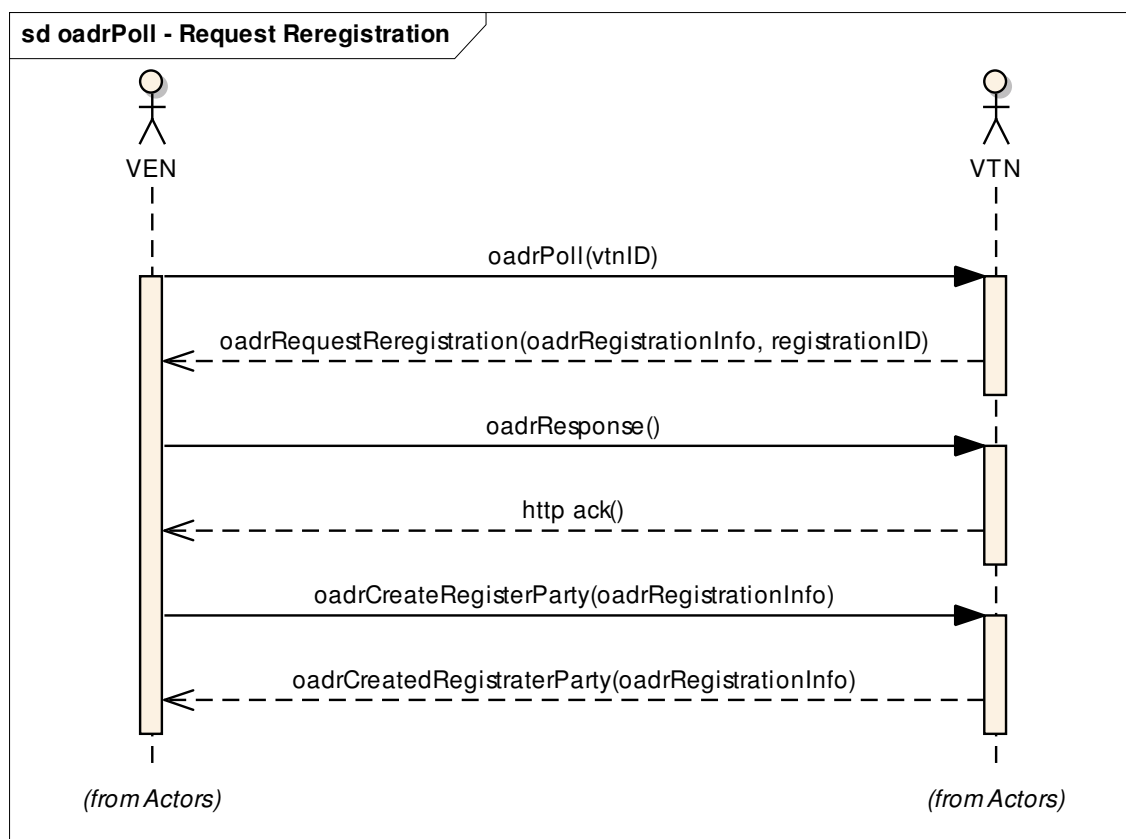 sd oadrPoll - Request Reregistration
VEN
VTN
oadrPoll(vtnID)
oadrRequestReregistration(oadrRegistrationInfo, registrationID)
oadrResponse()
http ack()
oadrCreateRegisterParty(oadrRegistrationInfo)
oadrCreatedRegistraterParty(oadrRegistrationInfo)
(from Actors)
(from Actors)